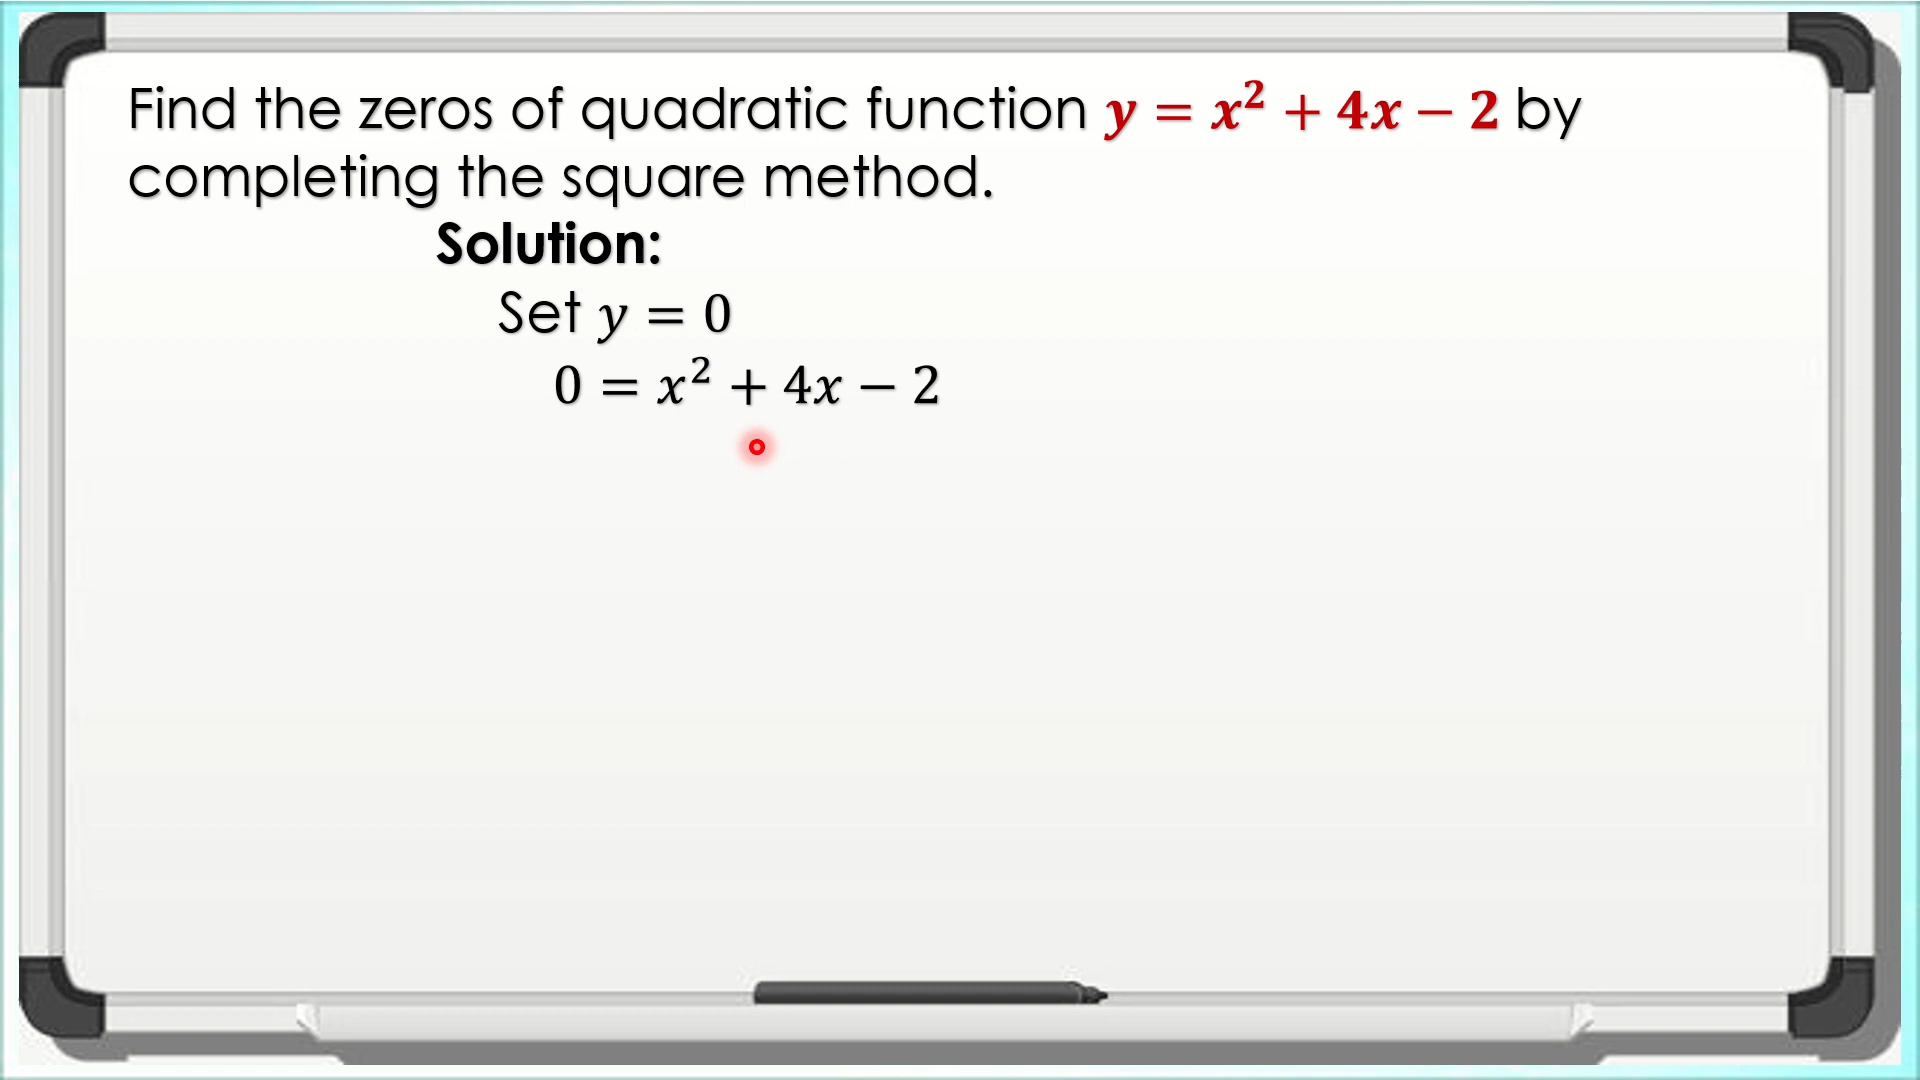 Find the zeros of quadratic function y = x² + 4x − 2 by
completing the square method.
Solution:
Set y = 0
0 = x² + 4x − 2